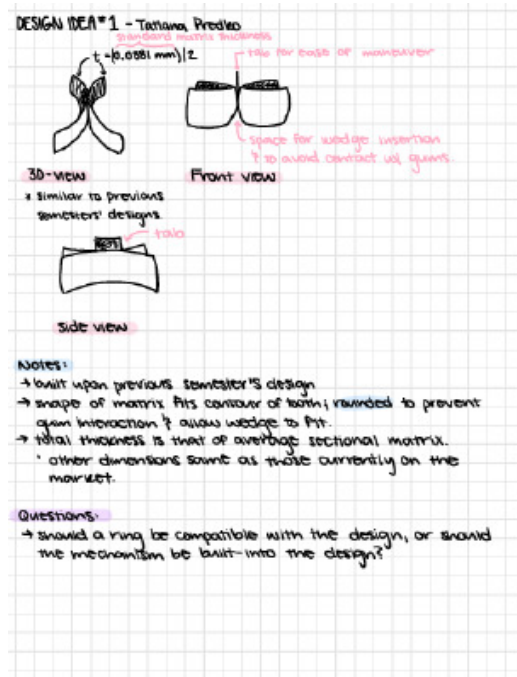 DESIGN IDEA #1 - Tatiana Predko
standard matrix thickness
t = (0.0381 mm)/2
tab for ease of maneuver
space for wedge insertion
& to avoid contact w/ gums.
3D-view
Front view
* similar to previous
semesters' designs.
tab
side view
Notes:
→ built upon previous semester's design
→ shape of matrix fits contour of tooth; rounded to prevent
gum interaction & allow wedge to fit.
→ total thickness is that of average sectional matrix.
· other dimensions same as those currently on the
market.
Questions:
→ should a ring be compatible with the design, or should
the mechanism be built-into the design?